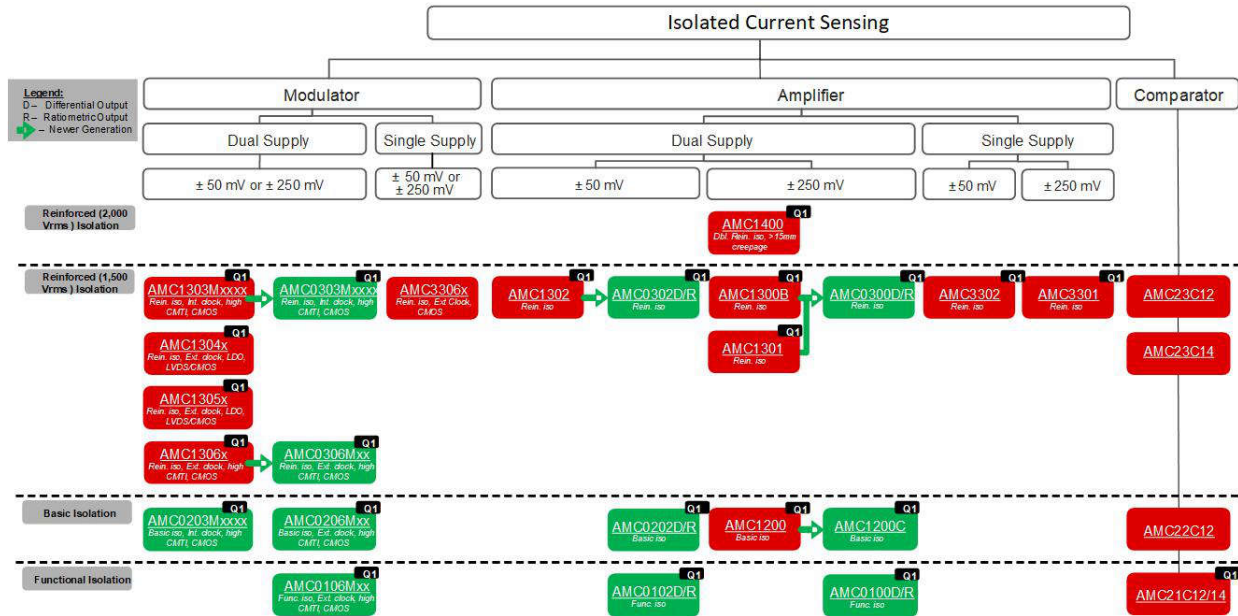 Isolated Current Sensing
Legend:
D – Differential Output
R – Ratiometric Output
– Newer Generation
Modulator
Amplifier
Comparator
Dual Supply
Single Supply
Dual Supply
Single Supply
± 50 mV or ± 250 mV
± 50 mV or
± 250 mV
± 50 mV
± 250 mV
± 50 mV
± 250 mV
Reinforced (2,000
Vrms ) Isolation
Q1
AMC1400
Dbl. Rein. iso, >15mm
creepage
Reinforced (1,500
Vrms ) Isolation
Q1
AMC1303Mxxxx
Rein. iso, Int. clock, high
CMTI, CMOS
Q1
AMC0303Mxxxx
Rein. iso, Int. clock, high
CMTI, CMOS
Q1
AMC3306x
Rein. iso, Ext Clock,
CMOS
Q1
AMC1302
Rein. iso
Q1
AMC0302D/R
Rein. iso
Q1
AMC1300B
Rein. iso
Q1
AMC0300D/R
Rein. iso
Q1
AMC3302
Rein. iso
Q1
AMC3301
Rein. iso
AMC23C12
Q1
AMC1304x
Rein. iso, Ext. clock, LDO,
LVDS/CMOS
Q1
AMC1301
Rein. iso
AMC23C14
Q1
AMC1305x
Rein. iso, Ext. clock, LDO,
LVDS/CMOS
Q1
AMC1306x
Rein. iso, Ext. clock, high
CMTI, CMOS
Q1
AMC0306Mxx
Rein. iso, Ext. clock, high
CMTI, CMOS
Basic Isolation
Q1
AMC0203Mxxxx
Basic iso, Int. clock, high
CMTI, CMOS
Q1
AMC0206Mxx
Basic iso, Ext. clock, high
CMTI, CMOS
Q1
AMC0202D/R
Basic iso
Q1
AMC1200
Basic iso
Q1
AMC1200C
Basic iso
AMC22C12
Functional Isolation
Q1
AMC0106Mxx
Func. iso, Ext. clock, high
CMTI, CMOS
Q1
AMC0102D/R
Func. iso
Q1
AMC0100D/R
Func. iso
Q1
AMC21C12/14